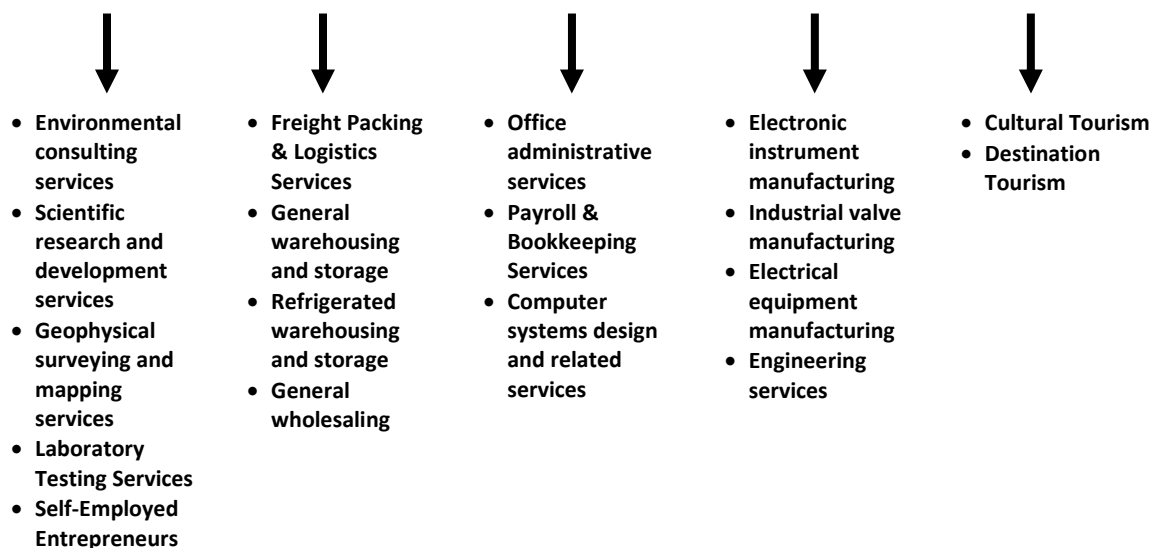 • Environmental
consulting
services
• Scientific
research and
development
services
• Geophysical
surveying and
mapping
services
• Laboratory
Testing Services
• Self-Employed
Entrepreneurs
• Freight Packing
& Logistics
Services
• General
warehousing
and storage
• Refrigerated
warehousing
and storage
• General
wholesaling
• Office
administrative
services
• Payroll &
Bookkeeping
Services
• Computer
systems design
and related
services
• Electronic
instrument
manufacturing
• Industrial valve
manufacturing
• Electrical
equipment
manufacturing
• Engineering
services
• Cultural Tourism
• Destination
Tourism